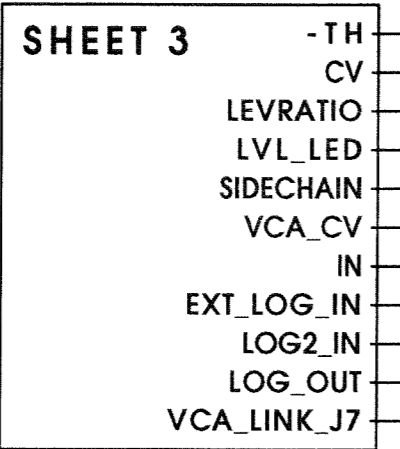 SHEET 3
-TH
CV
LEVRATIO
LVL_LED
SIDECHAIN
VCA_CV
IN
EXT_LOG_IN
LOG2_IN
LOG_OUT
VCA_LINK_J7